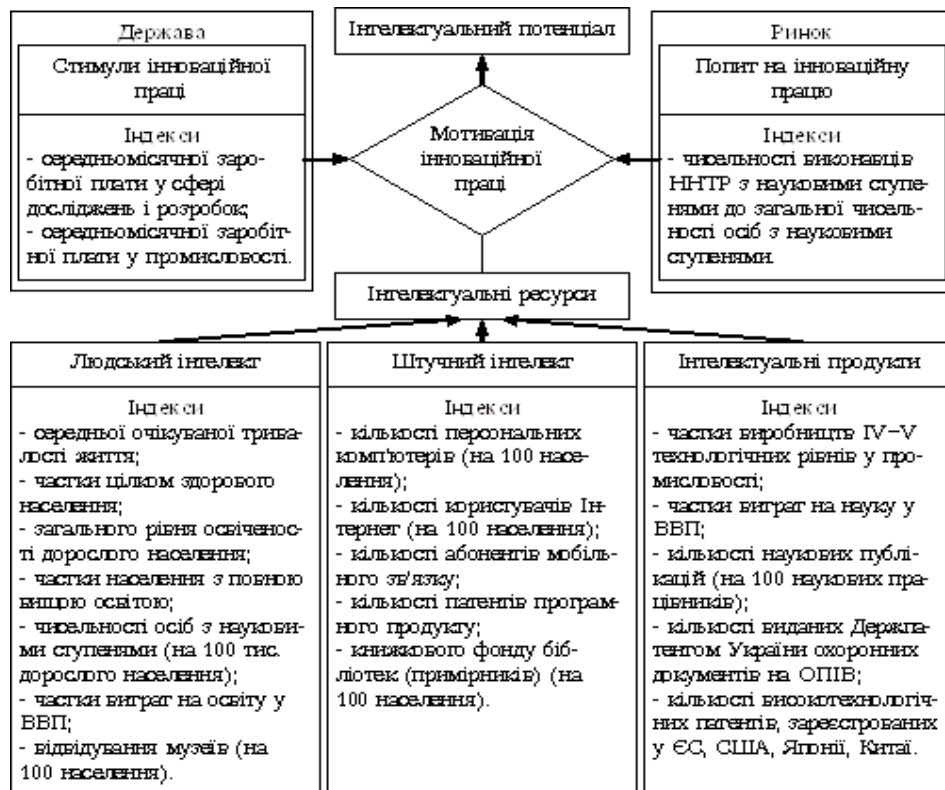 Держава
Стимули інноваційної
праці
Індекси
- середньомісячної заро-
бітної плати у сфері
досліджень і розробок;
- середньомісячної заробіт-
ної плати у промисловості.
Інтелектуальний потенціал
Мотивація
інноваційної
праці
Інтелектуальні ресурси
Ринок
Попит на інноваційну
працю
Індекси
- чисельності виконавців
ННТР з науковими ступе-
нями до загальної чисель-
ності осіб з науковими
ступенями.
Людський інтелект
Індекси
- середньої очікуваної трива-
лості життя;
- частки цілком здорового
населення;
- загального рівня освіченос-
ті дорослого населення;
- частки населення з повною
вищою освітою;
- чисельності осіб з наукови-
ми ступенями (на 100 тис.
дорослого населення);
- частки витрат на освіту у
ВВП;
- відвідування музеїв (на
100 населення).
Штучний інтелект
Індекси
- кількості персональних
комп'ютерів (на 100 насе-
лення);
- кількості користувачів Ін-
тернет (на 100 населення);
- кількості абонентів мобіль-
ного зв'язку;
- кількості патентів програм-
ного продукту;
- книжкового фонду біб-
ліотек (примірників) (на
100 населення).
Інтелектуальні продукти
Індекси
- частки виробництв IV–V
технологічних рівнів у про-
мисловості;
- частки витрат на науку у
ВВП;
- кількості наукових публі-
кацій (на 100 наукових пра-
цівників);
- кількості виданих Держпа-
тентом України охоронних
документів на ОПІВ;
- кількості високотехнологіч-
них патентів, зареєстрованих
у ЄС, США, Японії, Китаї.